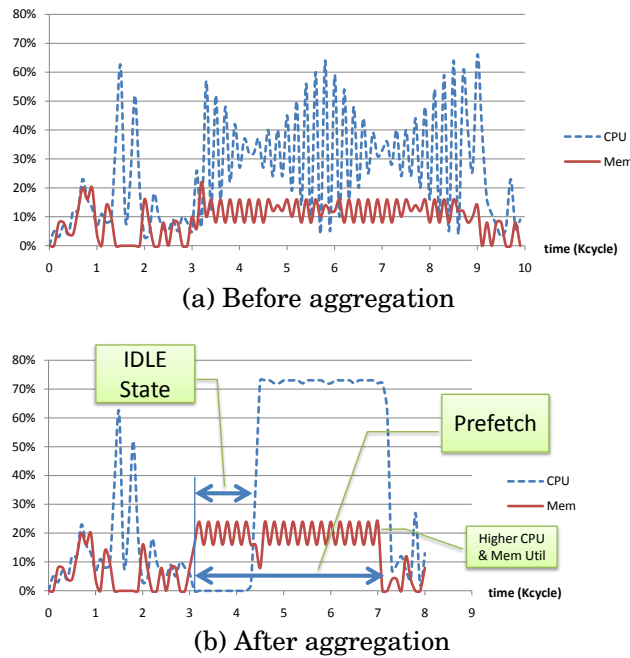 80%
70%
60%
50%
40%
30%
20%
10%
0%
0 1 2 3 4 5 6 7 8 9 10
CPU
Mem
time (Kcycle)
(a) Before aggregation
80%
70%
60%
50%
40%
30%
20%
10%
0%
0 1 2 3 4 5 6 7 8 9
IDLE
State
Prefetch
CPU
Mem
Higher CPU
& Mem Util
time (Kcycle)
(b) After aggregation